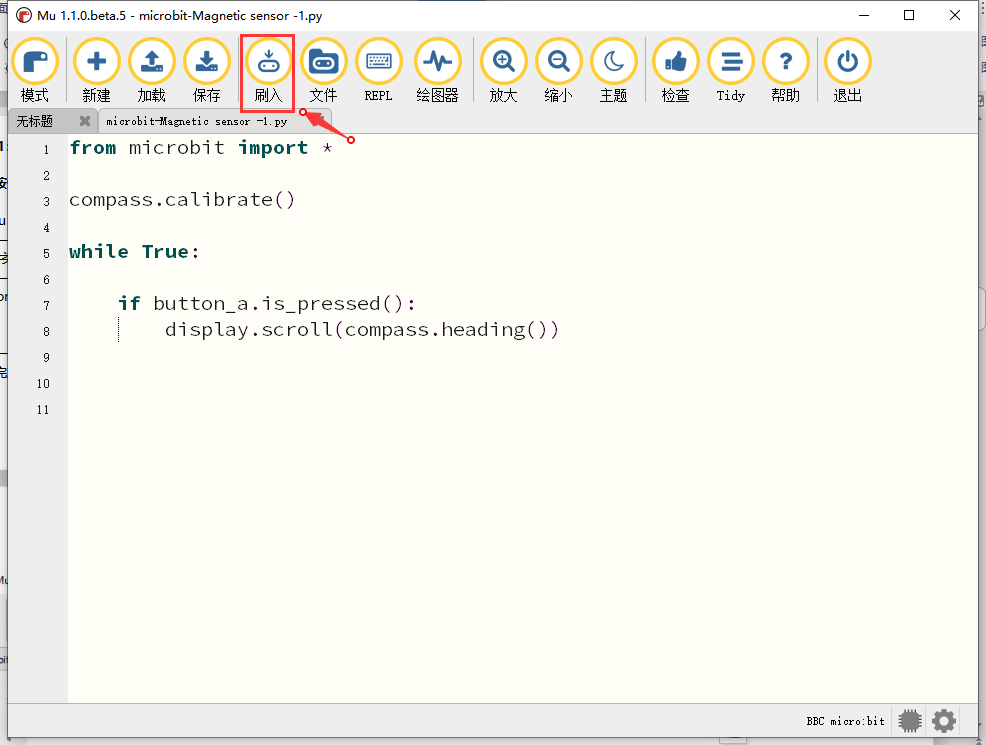 Mu 1.1.0.beta.5 - microbit-Magnetic sensor -1.py
模式 新建 加载 保存 刷入 文件 REPL 绘图器 放大 缩小 主题 检查 Tidy 帮助 退出
无标题 microbit-Magnetic sensor -1.py
1 from microbit import *
2
3 compass.calibrate()
4
5 while True:
6
7 if button_a.is_pressed():
8 display.scroll(compass.heading())
9
10
11
BBC micro:bit